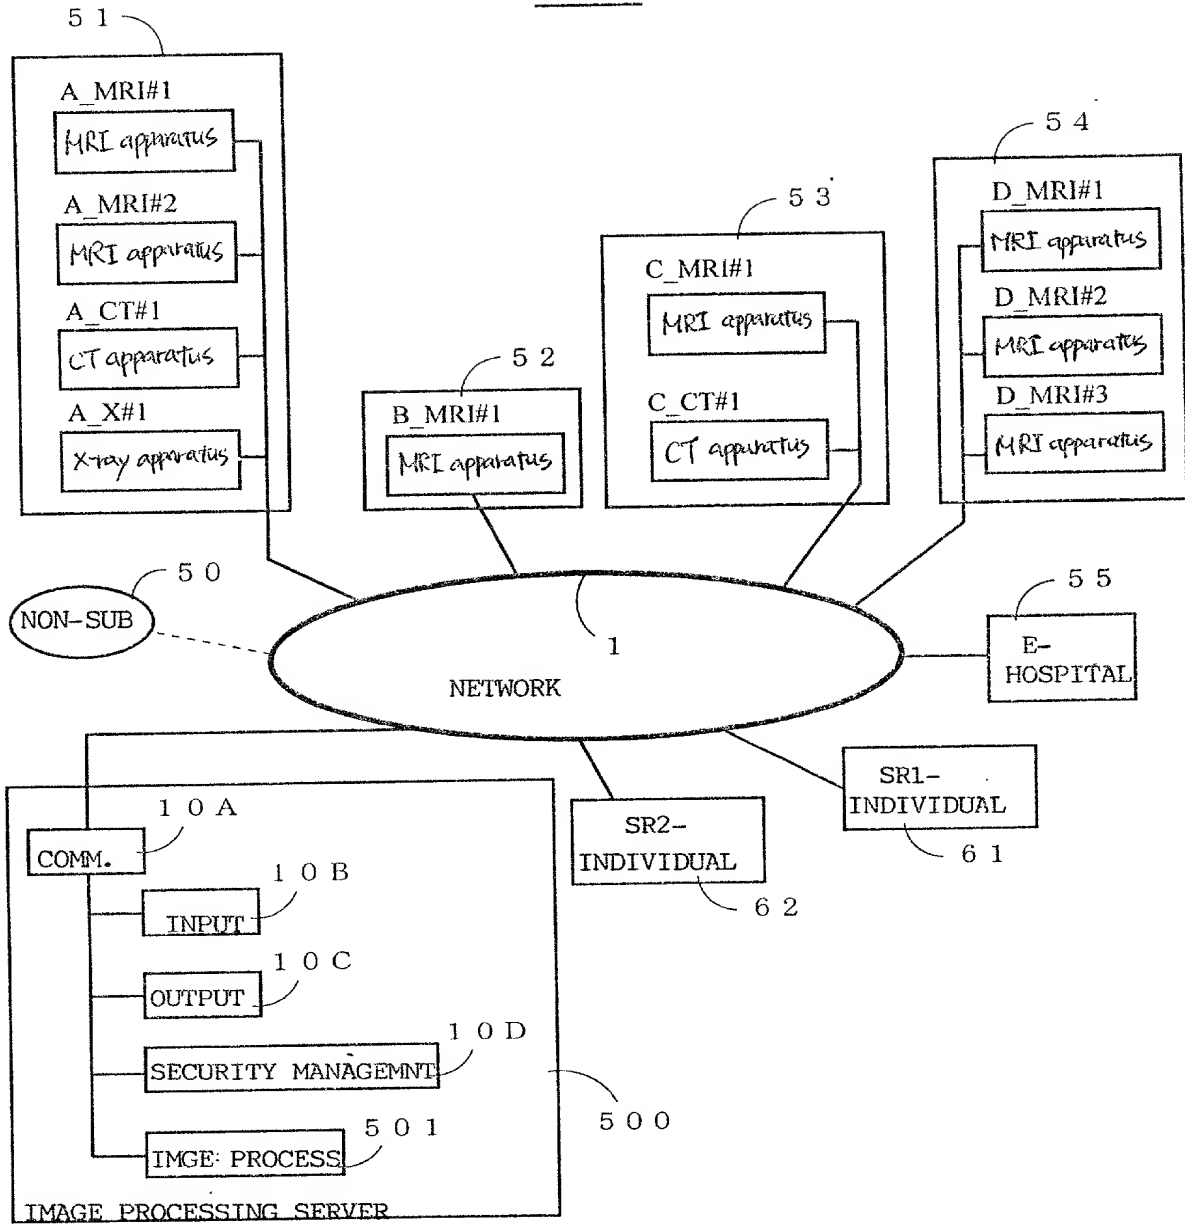 ５１
A_MRI#1
MRI apparatus
A_MRI#2
MRI apparatus
A_CT#1
CT apparatus
A_X#1
X-ray apparatus
５２
B_MRI#1
MRI apparatus
５３
C_MRI#1
MRI apparatus
C_CT#1
CT apparatus
５４
D_MRI#1
MRI apparatus
D_MRI#2
MRI apparatus
D_MRI#3
MRI apparatus
５０
NON-SUB
1
NETWORK
５５
E-
HOSPITAL
SR1-
INDIVIDUAL
６１
SR2-
INDIVIDUAL
６２
１０A
COMM.
１０B
INPUT
１０C
OUTPUT
１０D
SECURITY MANAGEMNT
５０１
IMGE PROCESS
５００
IMAGE PROCESSING SERVER